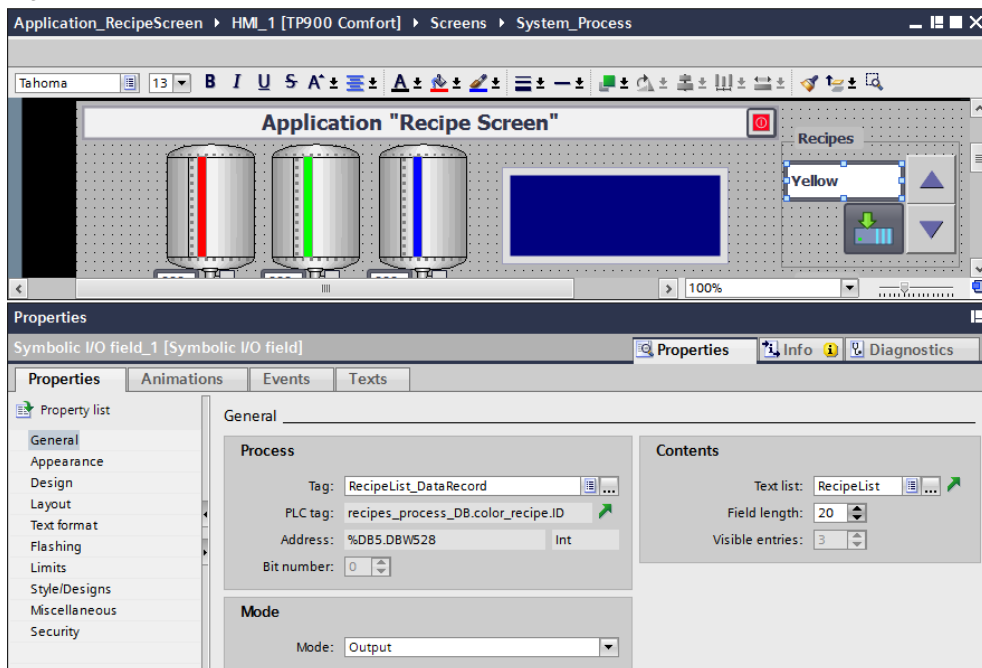 Application_RecipeScreen ▸ HMI_1 [TP900 Comfort] ▸ Screens ▸ System_Process
Tahoma 13 B I U S A A
Application "Recipe Screen"
Recipes
Yellow
100%
Properties
Symbolic I/O field_1 [Symbolic I/O field]
Properties Info Diagnostics
Properties Animations Events Texts
Property list
General
Appearance
Design
Layout
Text format
Flashing
Limits
Style/Designs
Miscellaneous
Security
General
Process
Tag: RecipeList_DataRecord
PLC tag: recipes_process_DB.color_recipe.ID
Address: %DB5.DBW528 Int
Bit number: 0
Mode
Mode: Output
Contents
Text list: RecipeList
Field length: 20
Visible entries: 3